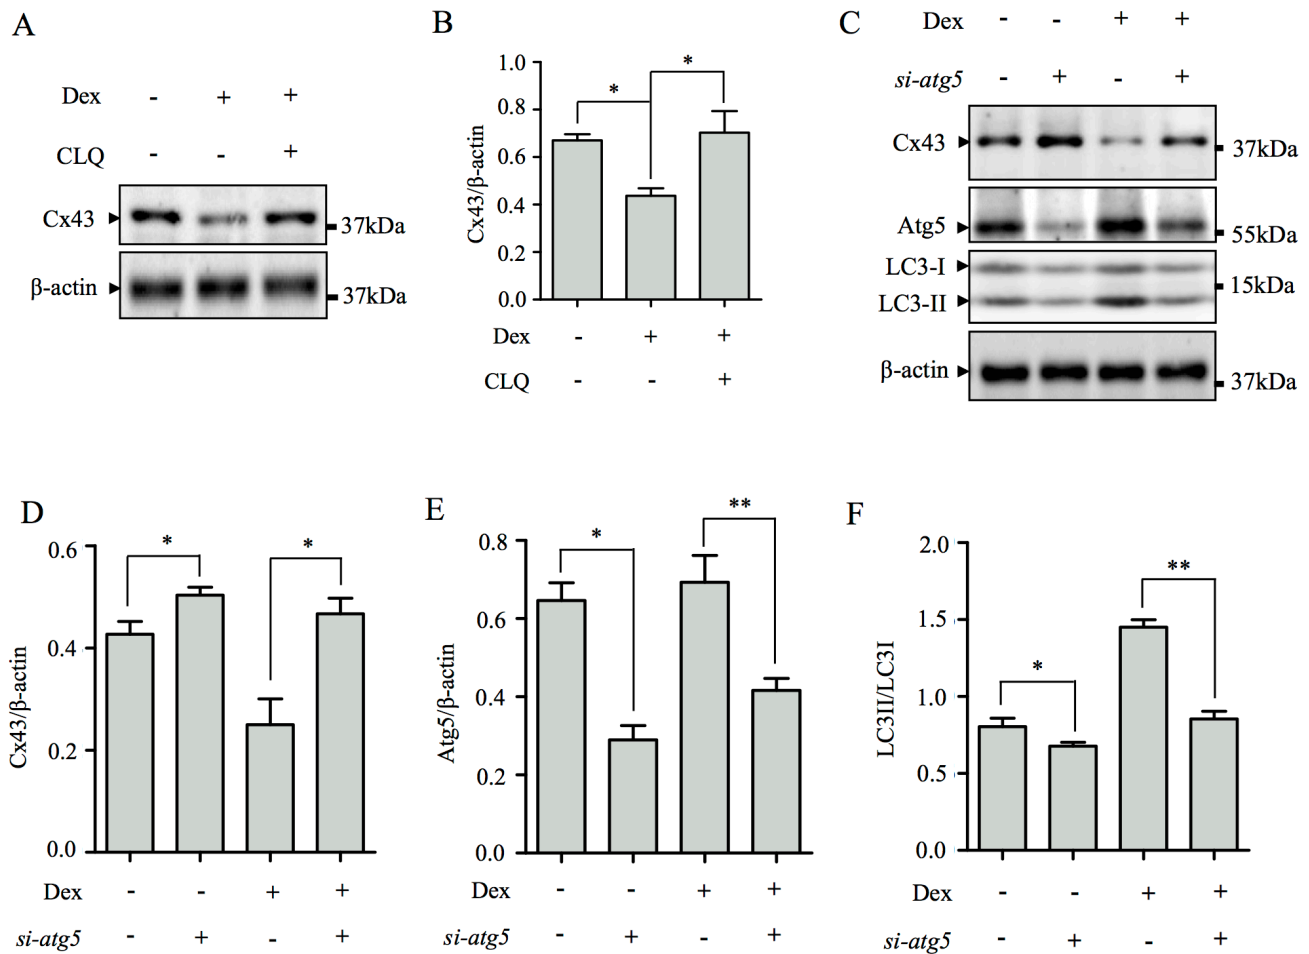 A
Dex - + +
CLQ - - +
Cx43 37kDa
β-actin 37kDa
B
* *
1.0
0.8
0.6
0.4
0.2
0.0
Cx43/β-actin
Dex - + +
CLQ - - +
C
Dex - - + +
si-atg5 - + - +
Cx43 37kDa
Atg5 55kDa
LC3-I
15kDa
LC3-II
β-actin 37kDa
D
* *
0.6
0.4
0.2
0.0
Cx43/β-actin
Dex - - + +
si-atg5 - + - +
E
* **
0.8
0.6
0.4
0.2
0.0
Atg5/β-actin
Dex - - + +
si-atg5 - + - +
F
* **
2.0
1.5
1.0
0.5
0.0
LC3II/LC3I
Dex - - + +
si-atg5 - + - +